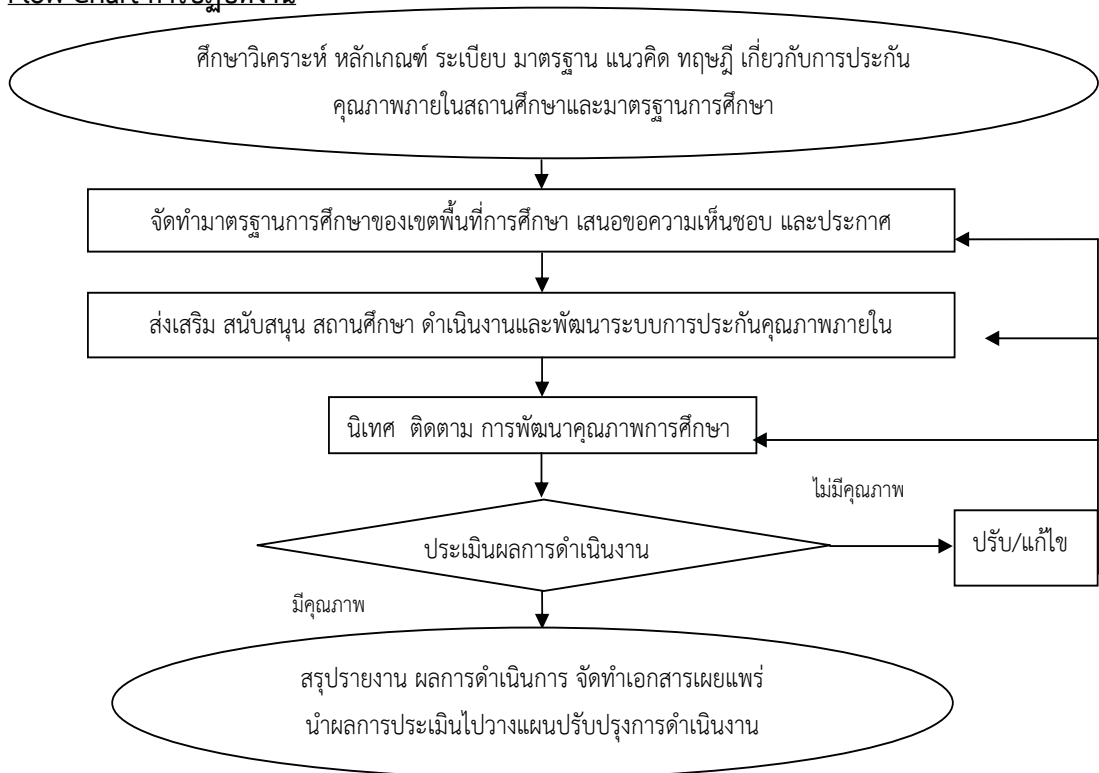 Flow Chart การปฏิบัติงาน
ศึกษาวิเคราะห์ หลักเกณฑ์ ระเบียบ มาตรฐาน แนวคิด ทฤษฎี เกี่ยวกับการประกัน
คุณภาพภายในสถานศึกษาและมาตรฐานการศึกษา
จัดทำมาตรฐานการศึกษาของเขตพื้นที่การศึกษา เสนอขอความเห็นชอบ และประกาศ
ส่งเสริม สนับสนุน สถานศึกษา ดำเนินงานและพัฒนาระบบการประกันคุณภาพภายใน
นิเทศ ติดตาม การพัฒนาคุณภาพการศึกษา
ไม่มีคุณภาพ
ประเมินผลการดำเนินงาน
ปรับ/แก้ไข
มีคุณภาพ
สรุปรายงาน ผลการดำเนินการ จัดทำเอกสารเผยแพร่
นำผลการประเมินไปวางแผนปรับปรุงการดำเนินงาน